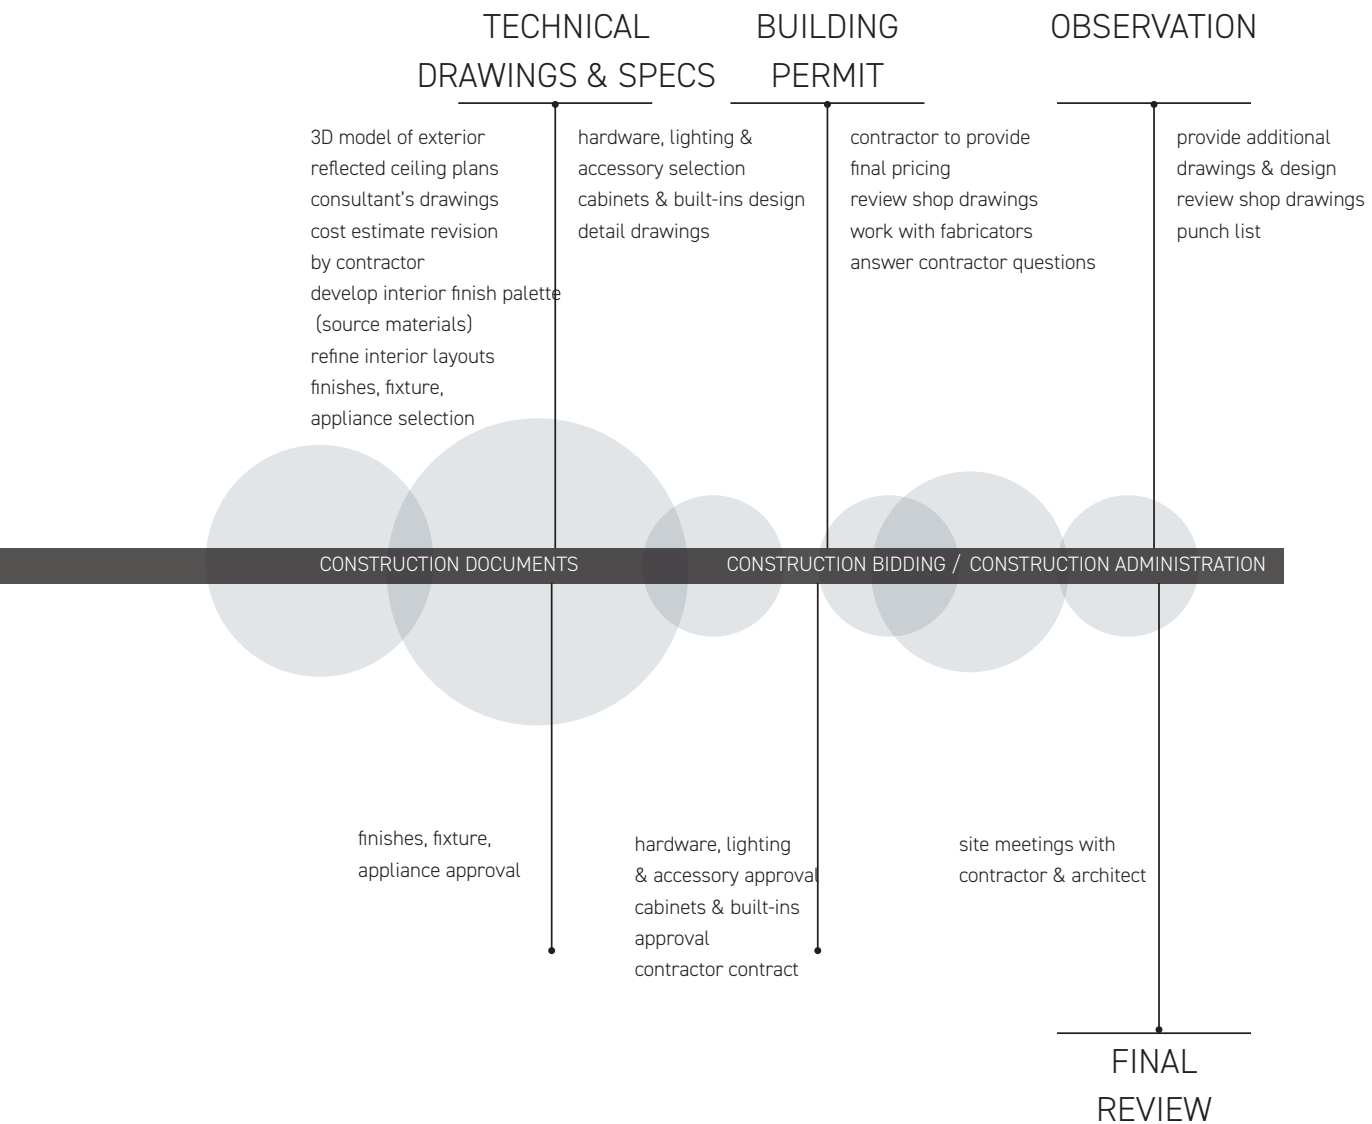 TECHNICAL
DRAWINGS & SPECS
BUILDING
PERMIT
OBSERVATION
3D model of exterior
reflected ceiling plans
consultant's drawings
cost estimate revision
by contractor
develop interior finish palette
(source materials)
refine interior layouts
finishes, fixture,
appliance selection
hardware, lighting &
accessory selection
cabinets & built-ins design
detail drawings
contractor to provide
final pricing
review shop drawings
work with fabricators
answer contractor questions
provide additional
drawings & design
review shop drawings
punch list
CONSTRUCTION DOCUMENTS
CONSTRUCTION BIDDING / CONSTRUCTION ADMINISTRATION
finishes, fixture,
appliance approval
hardware, lighting
& accessory approval
cabinets & built-ins
approval
contractor contract
site meetings with
contractor & architect
FINAL
REVIEW